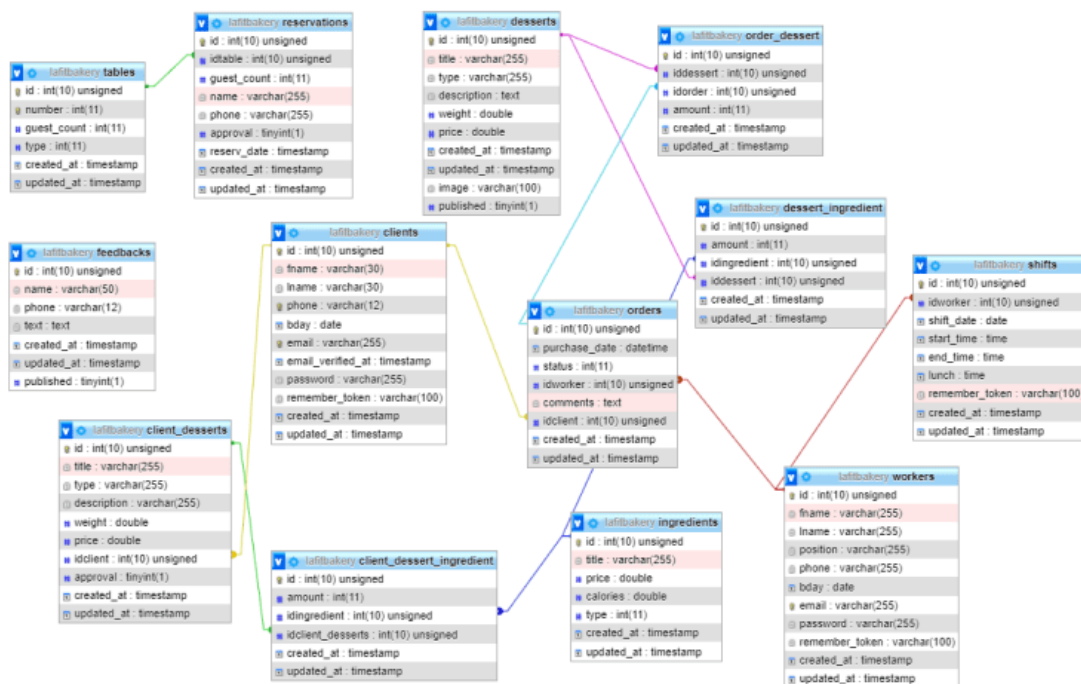 lafitbakery reservations
id : int(10) unsigned
idtable : int(10) unsigned
guest_count : int(11)
name : varchar(255)
phone : varchar(255)
approval : tinyint(1)
reserv_date : timestamp
created_at : timestamp
updated_at : timestamp
lafitbakery desserts
id : int(10) unsigned
title : varchar(255)
type : varchar(255)
description : text
weight : double
price : double
created_at : timestamp
updated_at : timestamp
image : varchar(100)
published : tinyint(1)
lafitbakery order_dessert
id : int(10) unsigned
iddessert : int(10) unsigned
idorder : int(10) unsigned
amount : int(11)
created_at : timestamp
updated_at : timestamp
lafitbakery tables
id : int(10) unsigned
number : int(11)
guest_count : int(11)
type : int(11)
created_at : timestamp
updated_at : timestamp
lafitbakery dessert_ingredient
id : int(10) unsigned
amount : int(11)
idingredient : int(10) unsigned
iddessert : int(10) unsigned
created_at : timestamp
updated_at : timestamp
lafitbakery clients
id : int(10) unsigned
fname : varchar(30)
lname : varchar(30)
phone : varchar(12)
bday : date
email : varchar(255)
email_verified_at : timestamp
password : varchar(255)
remember_token : varchar(100)
created_at : timestamp
updated_at : timestamp
lafitbakery feedbacks
id : int(10) unsigned
name : varchar(50)
phone : varchar(12)
text : text
created_at : timestamp
updated_at : timestamp
published : tinyint(1)
lafitbakery shifts
id : int(10) unsigned
idworker : int(10) unsigned
shift_date : date
start_time : time
end_time : time
lunch : time
remember_token : varchar(100)
created_at : timestamp
updated_at : timestamp
lafitbakery orders
id : int(10) unsigned
purchase_date : datetime
status : int(11)
idworker : int(10) unsigned
comments : text
idclient : int(10) unsigned
created_at : timestamp
updated_at : timestamp
lafitbakery client_desserts
id : int(10) unsigned
title : varchar(255)
type : varchar(255)
description : varchar(255)
weight : double
price : double
idclient : int(10) unsigned
approval : tinyint(1)
created_at : timestamp
updated_at : timestamp
lafitbakery workers
id : int(10) unsigned
fname : varchar(255)
lname : varchar(255)
position : varchar(255)
phone : varchar(255)
bday : date
email : varchar(255)
password : varchar(255)
remember_token : varchar(100)
created_at : timestamp
updated_at : timestamp
lafitbakery ingredients
id : int(10) unsigned
title : varchar(255)
price : double
calories : double
type : int(11)
created_at : timestamp
updated_at : timestamp
lafitbakery client_dessert_ingredient
id : int(10) unsigned
amount : int(11)
idingredient : int(10) unsigned
idclient_desserts : int(10) unsigned
created_at : timestamp
updated_at : timestamp